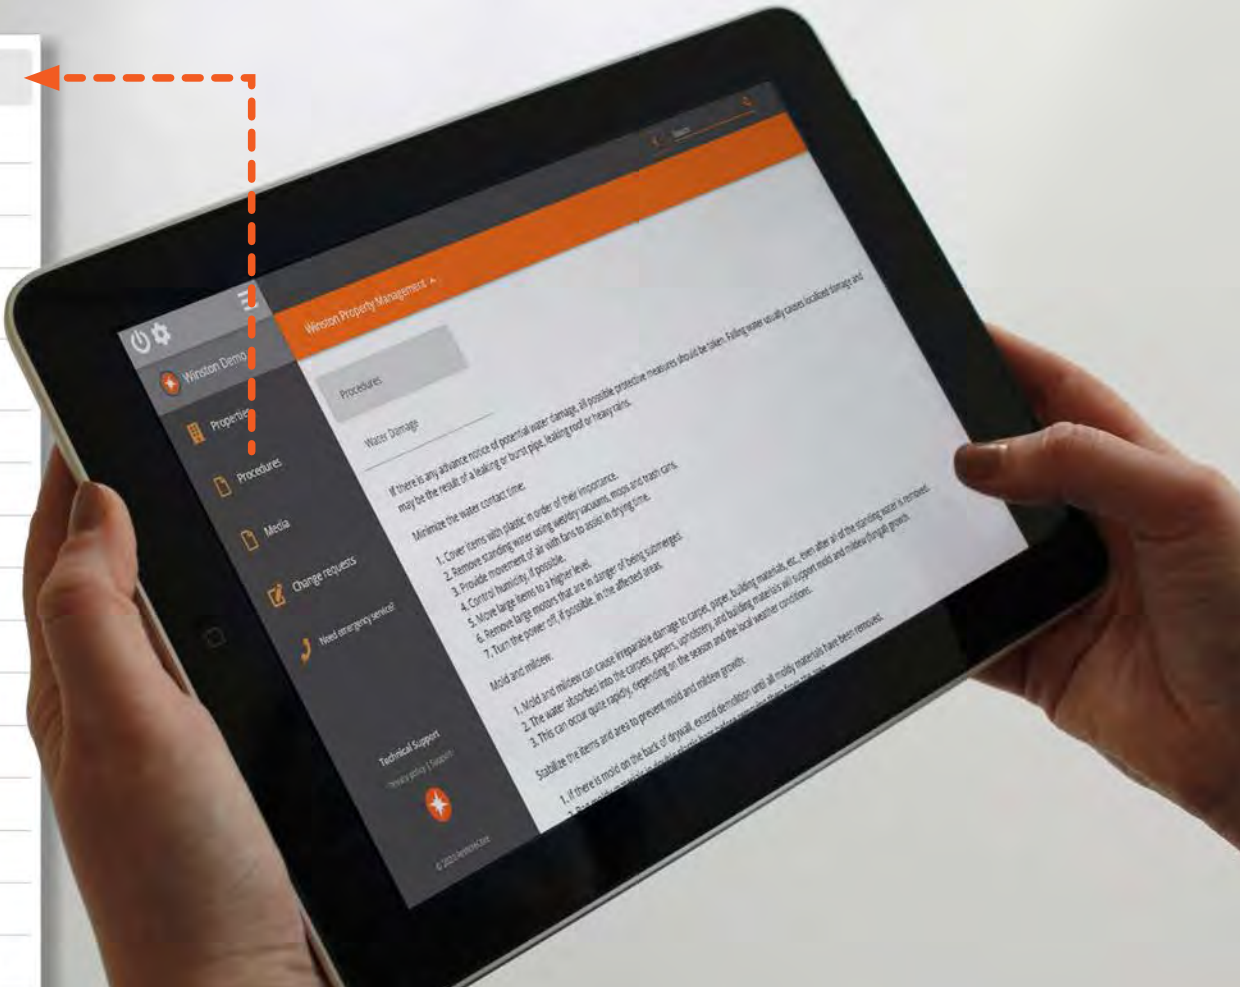 Search
Winston Property Management
Winston Demo
Properties
Procedures
Media
Change requests
Need emergency service?
Technical Support
Privacy policy | Support
Procedures
Water Damage
If there is any advance notice of potential water damage, all possible protective measures should be taken. Falling water usually causes localized damage and
may be the result of a leaking or burst pipe, leaking roof or heavy rains.
Minimize the water contact time:
1. Cover items with plastic in order of their importance.
2. Remove standing water using wet/dry vacuums, mops and trash cans.
3. Provide movement of air with fans to assist in drying time.
4. Control humidity, if possible.
5. Move large items to a higher level.
6. Remove large motors that are in danger of being submerged.
7. Turn the power off, if possible, in the affected areas.
Mold and mildew:
1. Mold and mildew can cause irreparable damage to carpet, paper, building materials, etc., even after all of the standing water is removed.
2. The water absorbed into the carpets, papers, upholstery, and building materials will support mold and mildew (fungal) growth.
3. This can occur quite rapidly, depending on the season and the local weather conditions.
Stabilize the items and area to prevent mold and mildew growth:
1. If there is mold on the back of drywall, extend demolition until all moldy materials have been removed.